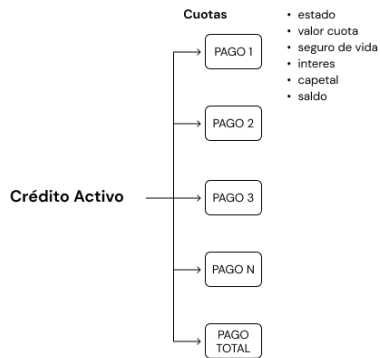 Cuotas
• estado
• valor cuota
• seguro de vida
• interes
• capetal
• saldo
PAGO 1
PAGO 2
Crédito Activo
PAGO 3
PAGO N
PAGO
TOTAL